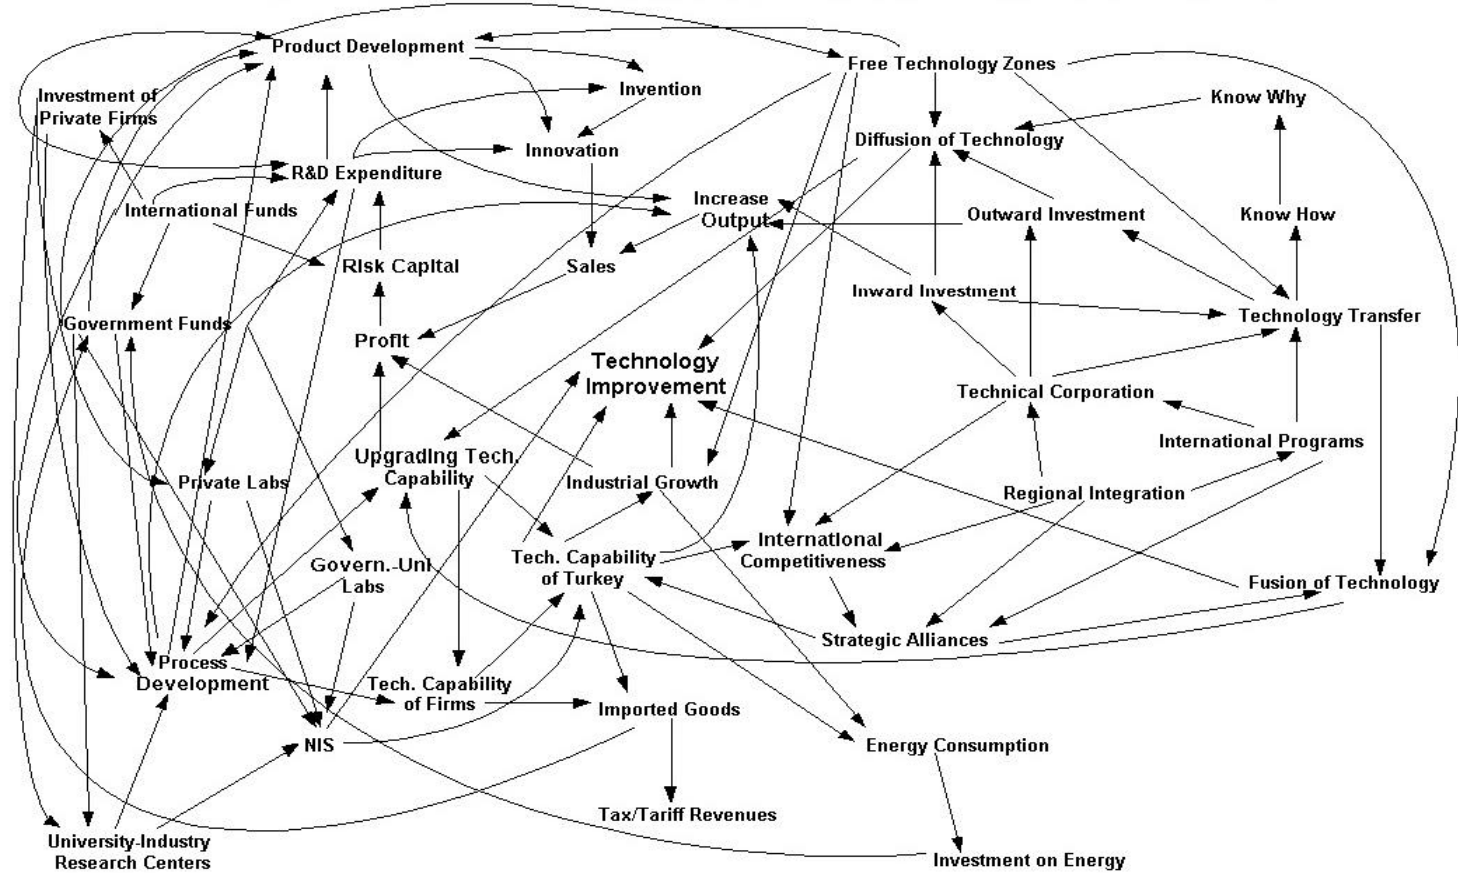 Product Development
Free Technology Zones
Invention
Know Why
Investment of
Private Firms
Diffusion of Technology
Innovation
R&D Expenditure
Increase
Output
International Funds
Outward Investment
Know How
Risk Capital
Sales
Inward Investment
Technology Transfer
Government Funds
Profit
Technology
Improvement
Technical Corporation
International Programs
Upgrading Tech.
Capability
Private Labs
Industrial Growth
Regional Integration
International
Competitiveness
Govern.-Uni
Labs
Tech. Capability
of Turkey
Fusion of Technology
Strategic Alliances
Process
Development
Tech. Capability
of Firms
Imported Goods
NIS
Energy Consumption
Tax/Tariff Revenues
University-Industry
Research Centers
Investment on Energy